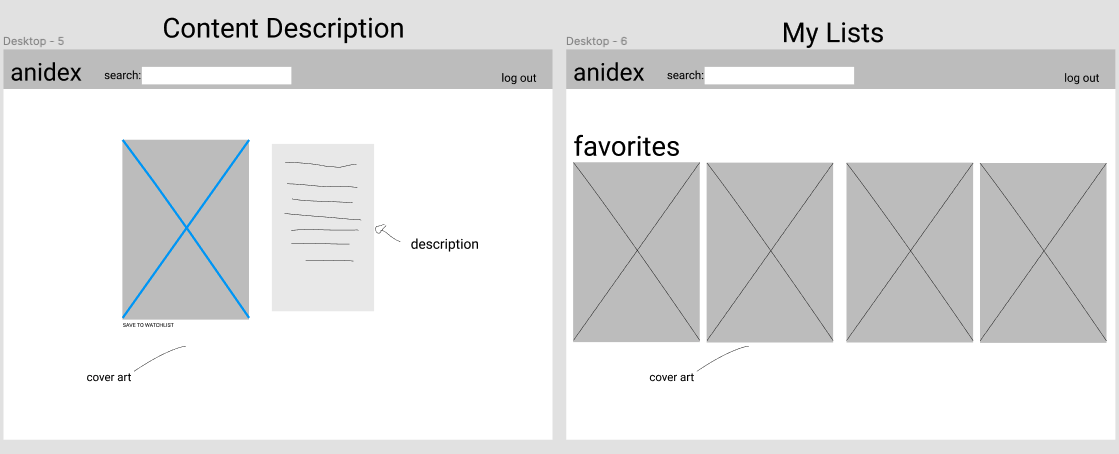 Content Description
Desktop - 5
anidex
search:
log out
SAVE TO WATCHLIST
description
cover art
My Lists
Desktop - 6
anidex
search:
log out
favorites
cover art